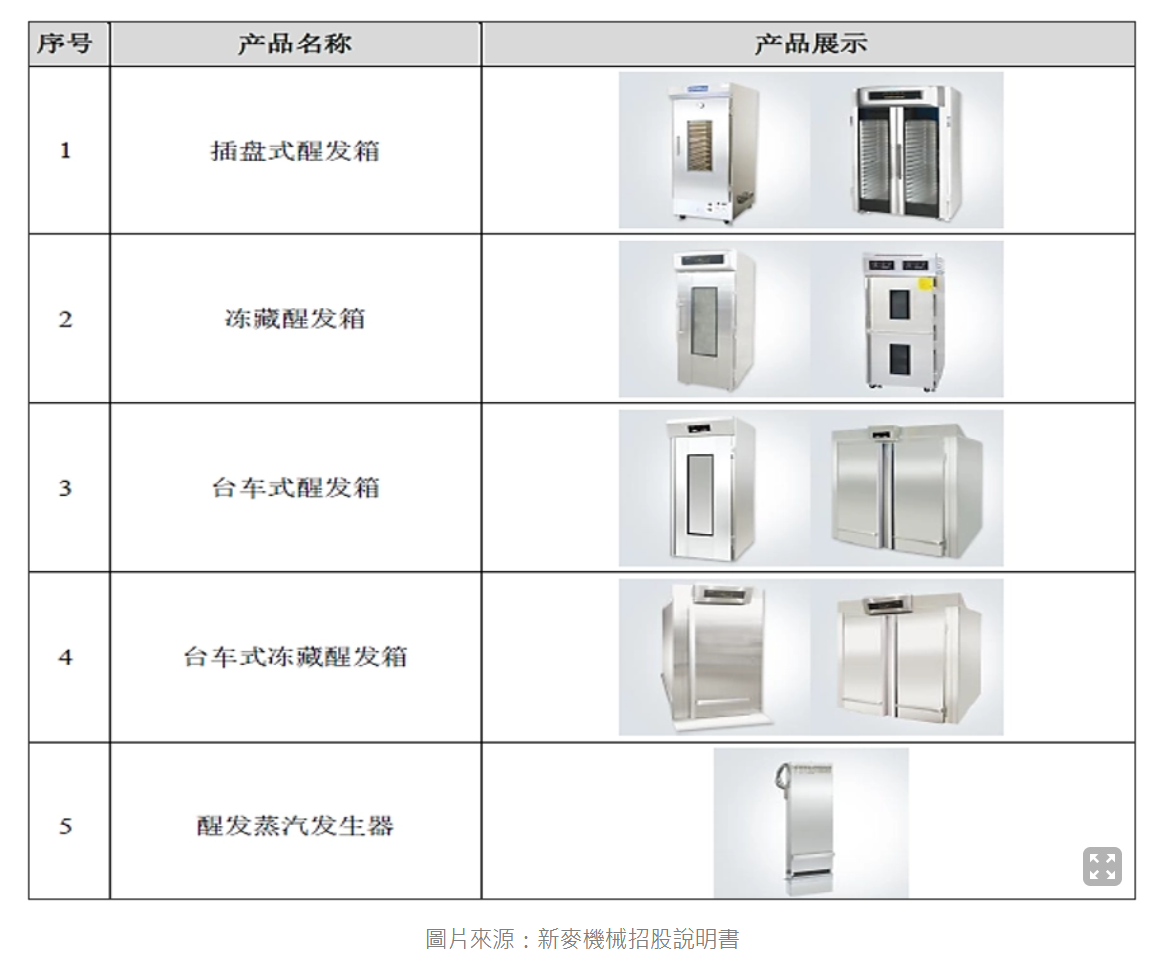 序号 产品名称 产品展示
1 插盘式醒发箱
2 冻藏醒发箱
3 台车式醒发箱
4 台车式冻藏醒发箱
5 醒发蒸汽发生器
圖片來源：新麥機械招股說明書